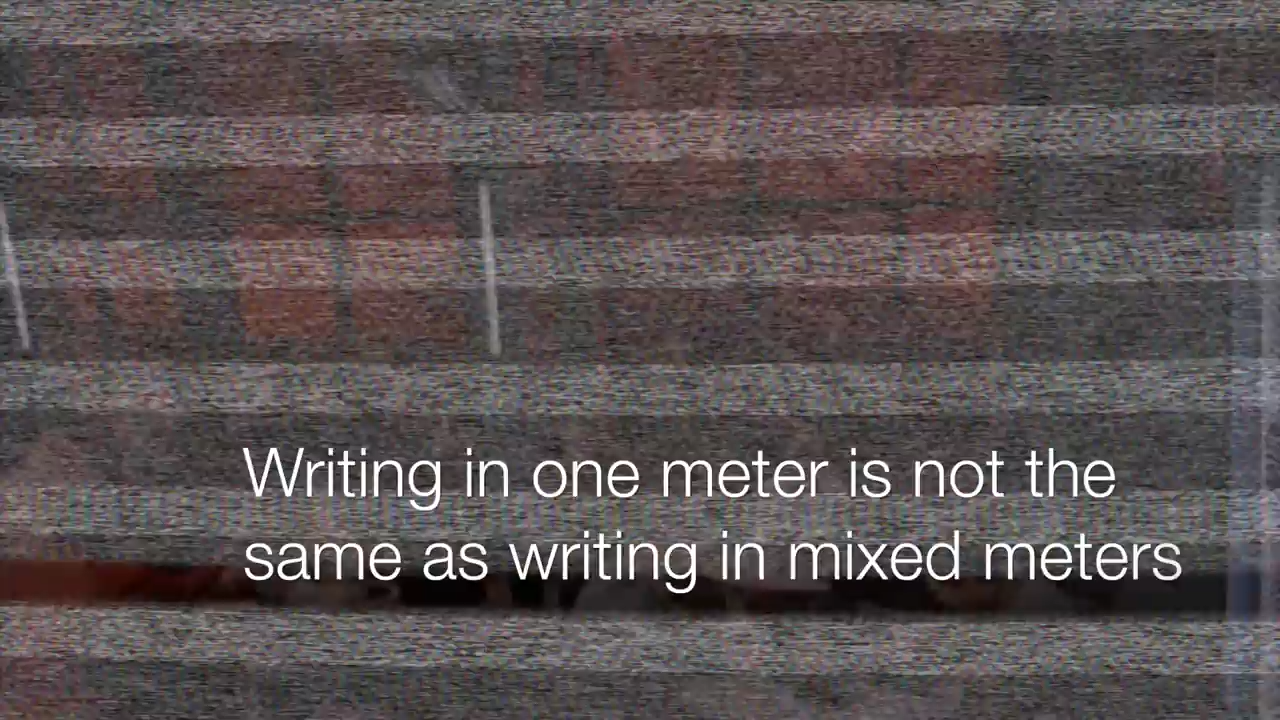 Writing in one meter is not the
same as writing in mixed meters